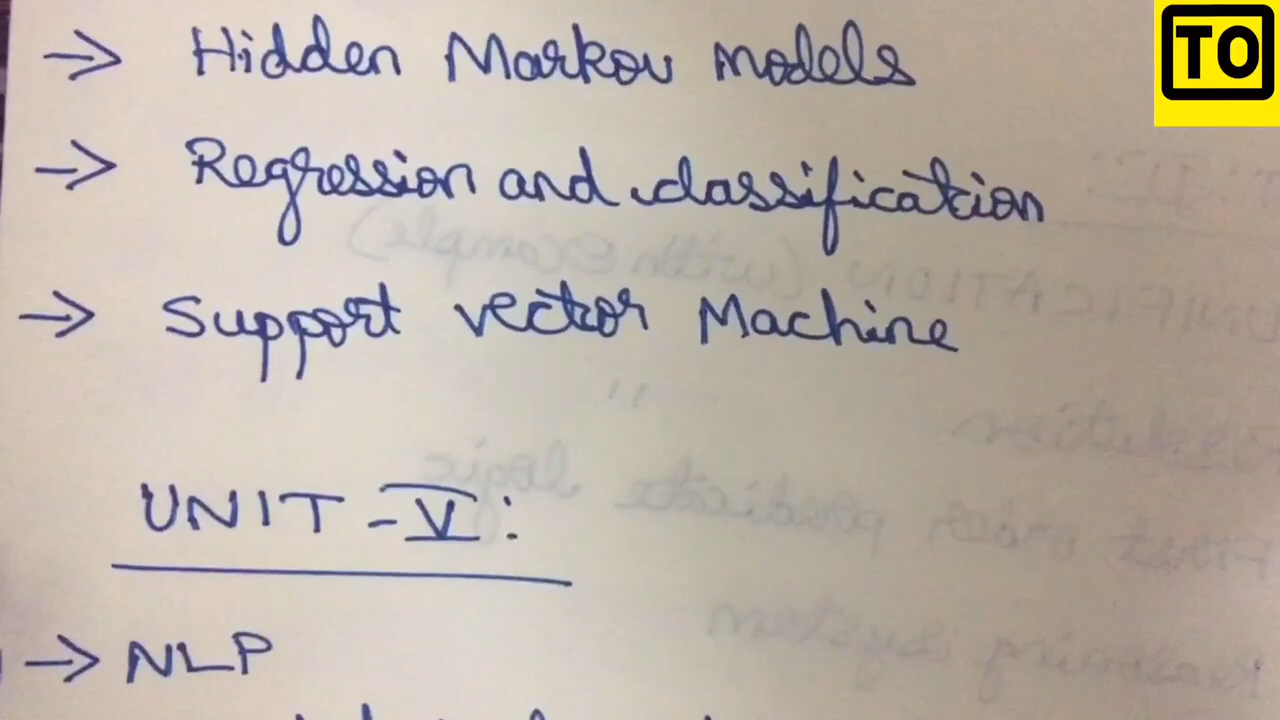 TO
→ Hidden Markov models
→ Regression and classification
→ Support vector Machine
UNIT - V:
→ NLP